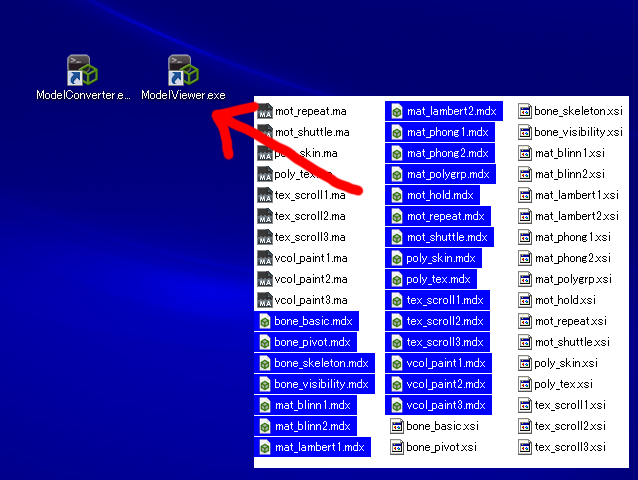 ModelConverter.e...
ModelViewer.exe
mot_repeat.ma
mot_shuttle.ma
poly_skin.ma
poly_tex.ma
tex_scroll1.ma
tex_scroll2.ma
tex_scroll3.ma
vcol_paint1.ma
vcol_paint2.ma
vcol_paint3.ma
bone_basic.mdx
bone_pivot.mdx
bone_skeleton.mdx
bone_visibility.mdx
mat_blinn1.mdx
mat_blinn2.mdx
mat_lambert1.mdx
mat_lambert2.mdx
mat_phong1.mdx
mat_phong2.mdx
mat_polygrp.mdx
mot_hold.mdx
mot_repeat.mdx
mot_shuttle.mdx
poly_skin.mdx
poly_tex.mdx
tex_scroll1.mdx
tex_scroll2.mdx
tex_scroll3.mdx
vcol_paint1.mdx
vcol_paint2.mdx
vcol_paint3.mdx
bone_basic.xsi
bone_pivot.xsi
bone_skeleton.xsi
bone_visibility.xsi
mat_blinn1.xsi
mat_blinn2.xsi
mat_lambert1.xsi
mat_lambert2.xsi
mat_phong1.xsi
mat_phong2.xsi
mat_polygrp.xsi
mot_hold.xsi
mot_repeat.xsi
mot_shuttle.xsi
poly_skin.xsi
poly_tex.xsi
tex_scroll1.xsi
tex_scroll2.xsi
tex_scroll3.xsi